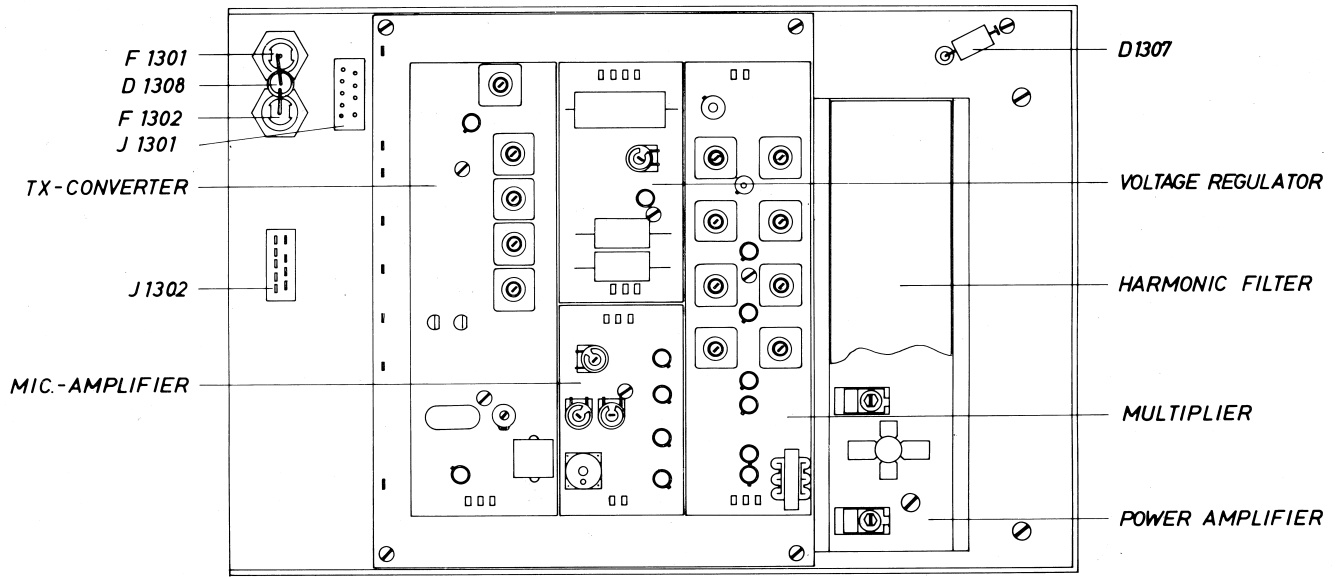 F 1301
D 1308
F 1302
J 1301
TX-CONVERTER
J 1302
MIC.-AMPLIFIER
D1307
VOLTAGE REGULATOR
HARMONIC FILTER
MULTIPLIER
POWER AMPLIFIER